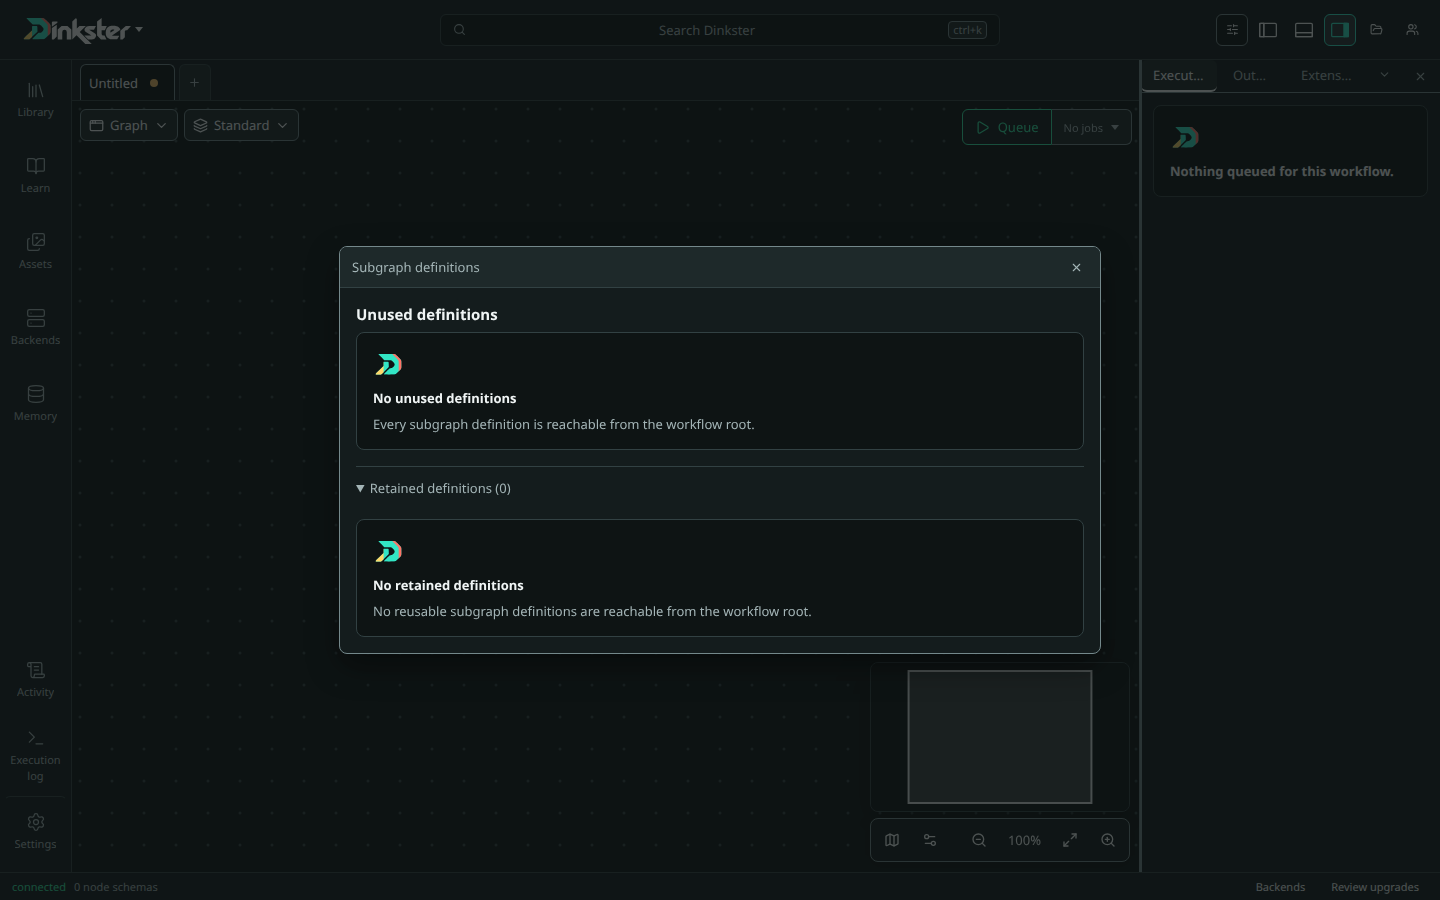 Dinkster
Search Dinkster
ctrl+k
Untitled
+
Graph
Standard
Queue
No jobs
Execut...
Out...
Extens...
Nothing queued for this workflow.
Library
Learn
Assets
Backends
Memory
Activity
Execution
log
Settings
Subgraph definitions
Unused definitions
No unused definitions
Every subgraph definition is reachable from the workflow root.
Retained definitions (0)
No retained definitions
No reusable subgraph definitions are reachable from the workflow root.
100%
connected
0 node schemas
Backends
Review upgrades